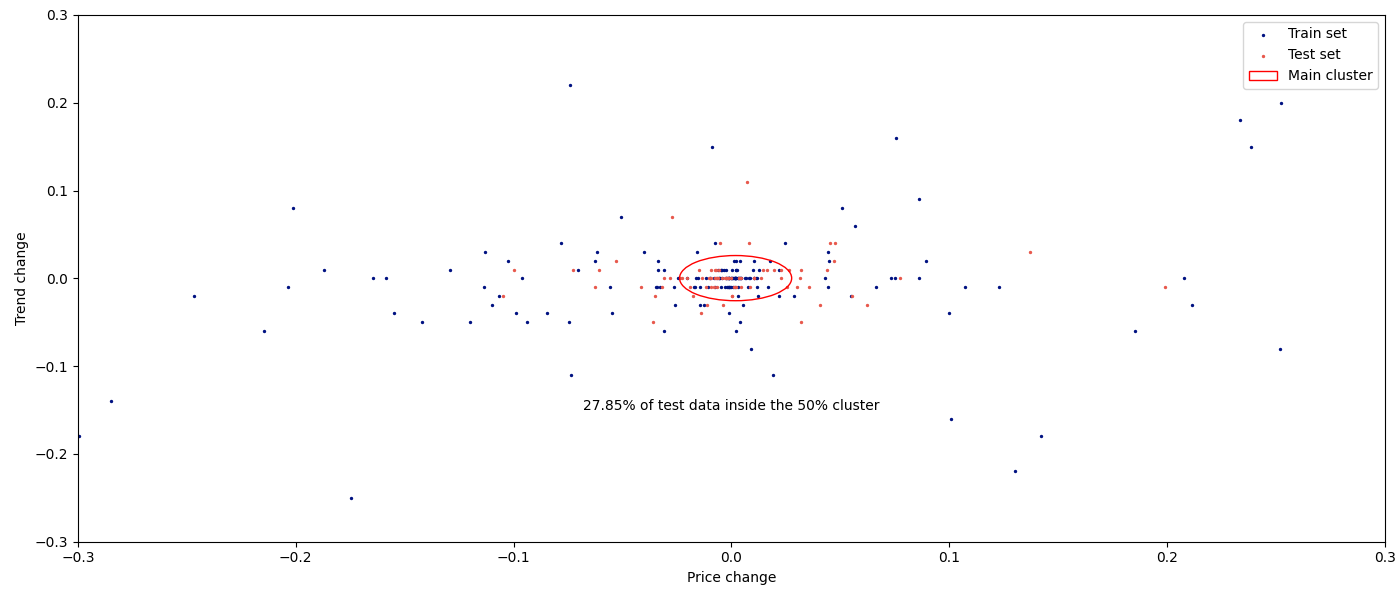 0.3
0.2
0.1
0.0
−0.1
−0.2
−0.3
Trend change
−0.3
−0.2
−0.1
0.0
0.1
0.2
0.3
Price change
Train set
Test set
Main cluster
27.85% of test data inside the 50% cluster